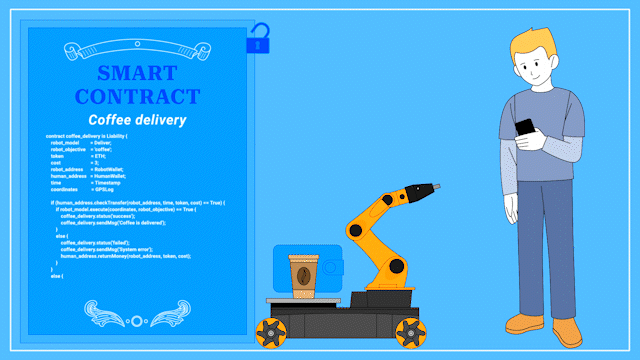 SMART
CONTRACT
Coffee delivery
contract coffee_delivery is Liability {
robot_model = Deliver;
robot_objective = 'coffee';
token = ETH;
cost = 3;
robot_address = RobotWallet;
human_address = HumanWallet;
time = Timestamp
coordinates = GPSLog
if (human_address.checkTransfer(robot_address, time, token, cost) == True) {
if robot_model.execute(coordinates, robot_objective) == True {
coffee_delivery.status('success');
coffee_delivery.sendMsg('Coffee is delivered');
}
else {
coffee_delivery.status('failed');
coffee_delivery.sendMsg('System error');
human_address.returnMoney(robot_address, token, cost);
}
}
else {